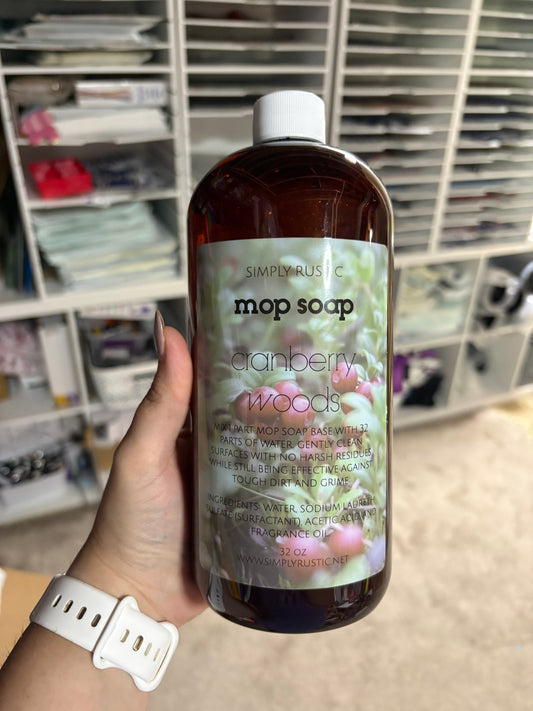 SIMPLY RUSTIC
mop soap
cranberry
woods
MIX 1 PART MOP SOAP BASE WITH 32
PARTS OF WATER. GENTLY CLEAN
SURFACES WITH NO HARSH RESIDUES
WHILE STILL BEING EFFECTIVE AGAINST
TOUGH DIRT AND GRIME.
INGREDIENTS: WATER, SODIUM LAURETH
SULFATE (SURFACTANT), ACETIC ACID AND
FRAGRANCE OIL
32 OZ
WWW.SIMPLYRUSTIC.NET